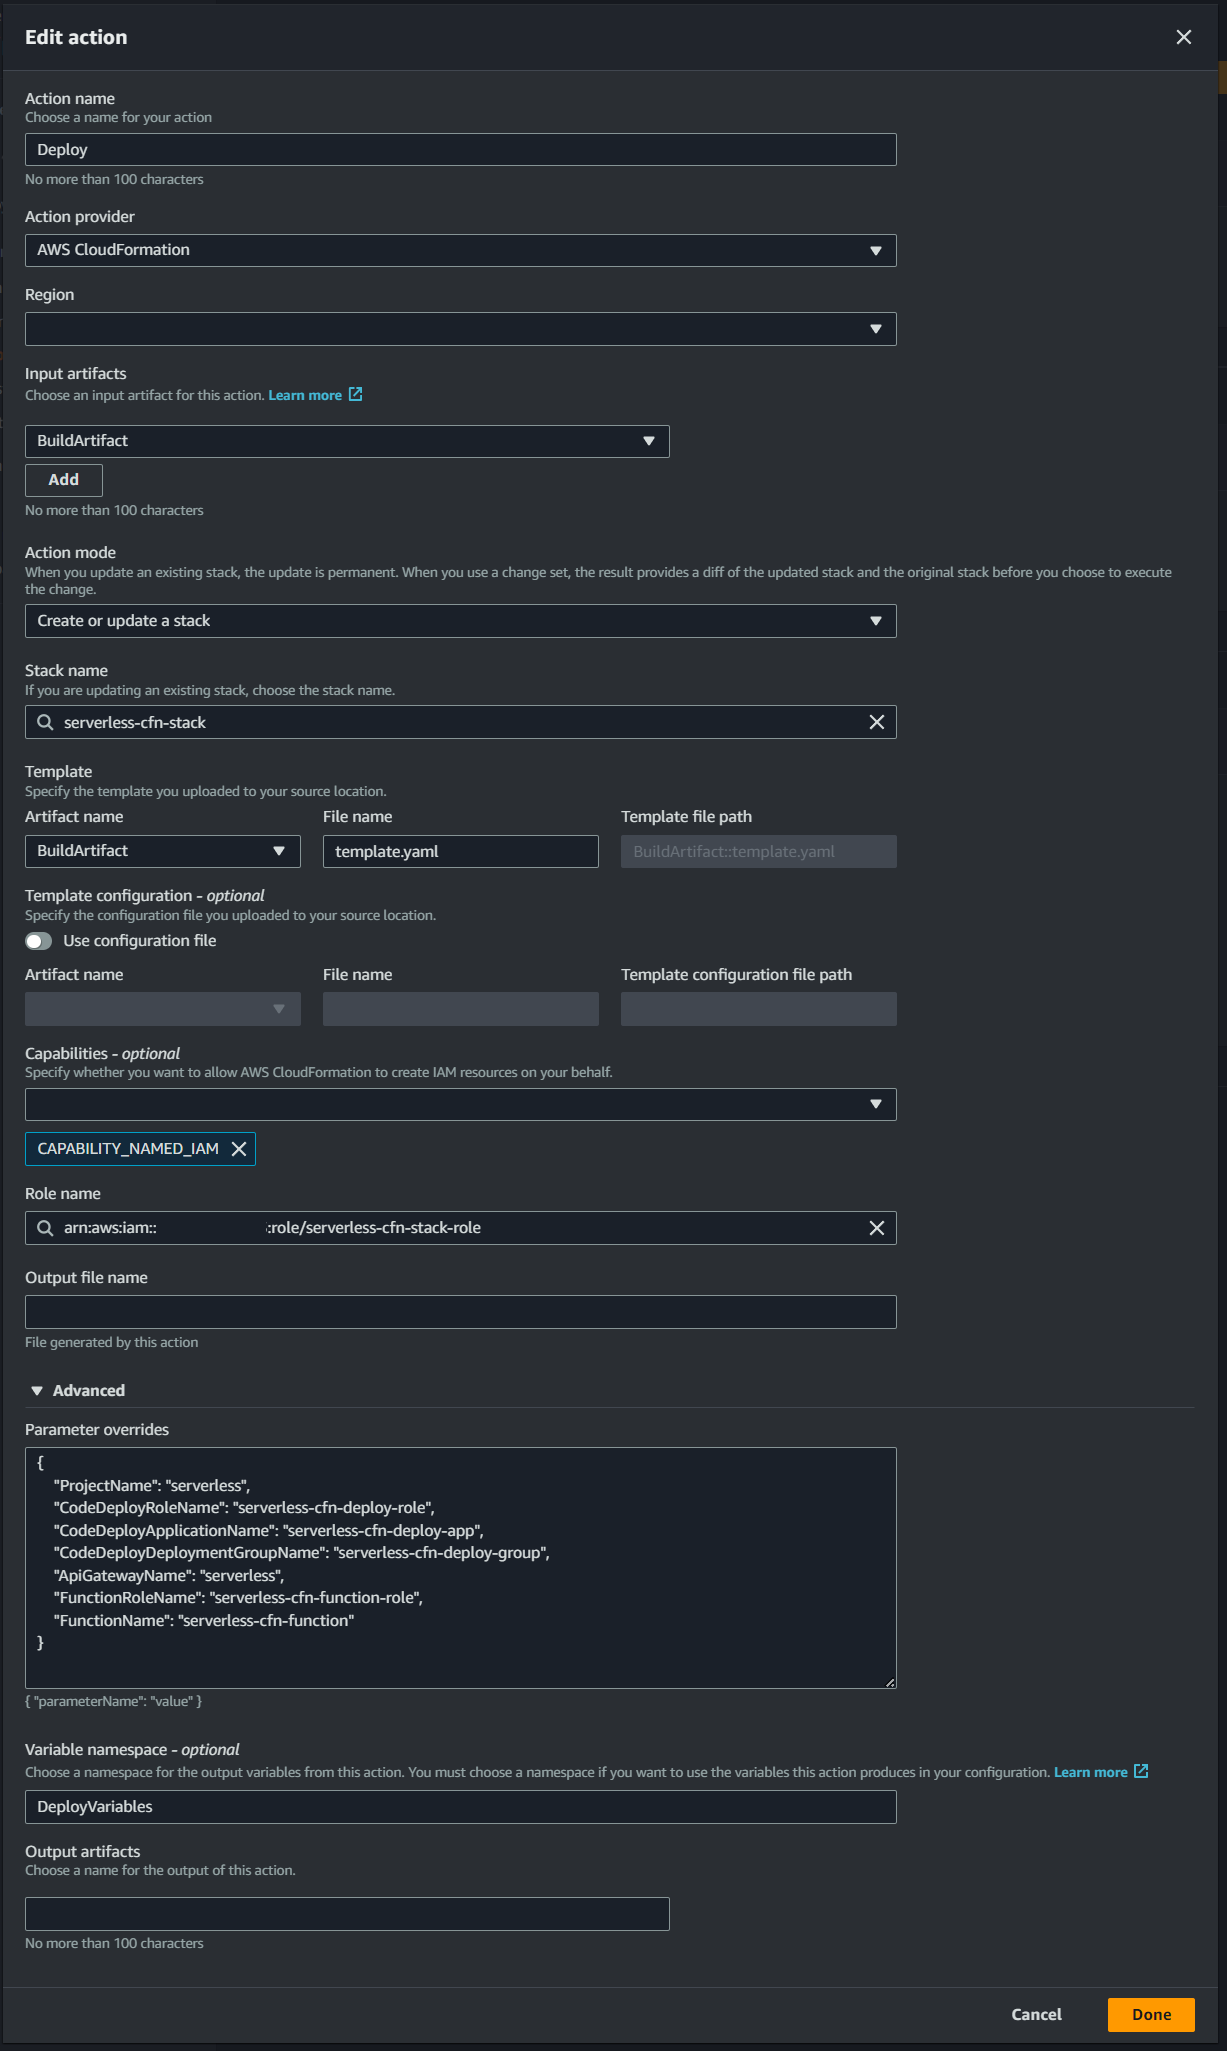 Edit action
Action name
Choose a name for your action
Deploy
No more than 100 characters
Action provider
AWS CloudFormation
Region
Input artifacts
Choose an input artifact for this action. Learn more
BuildArtifact
Add
No more than 100 characters
Action mode
When you update an existing stack, the update is permanent. When you use a change set, the result provides a diff of the updated stack and the original stack before you choose to execute
the change.
Create or update a stack
Stack name
If you are updating an existing stack, choose the stack name.
serverless-cfn-stack
Template
Specify the template you uploaded to your source location.
Artifact name File name Template file path
BuildArtifact template.yaml BuildArtifact::template.yaml
Template configuration - optional
Specify the configuration file you uploaded to your source location.
Use configuration file
Artifact name File name Template configuration file path
Capabilities - optional
Specify whether you want to allow AWS CloudFormation to create IAM resources on your behalf.
CAPABILITY_NAMED_IAM
Role name
arn:aws:iam:: :role/serverless-cfn-stack-role
Output file name
File generated by this action
Advanced
Parameter overrides
{
"ProjectName": "serverless",
"CodeDeployRoleName": "serverless-cfn-deploy-role",
"CodeDeployApplicationName": "serverless-cfn-deploy-app",
"CodeDeployDeploymentGroupName": "serverless-cfn-deploy-group",
"ApiGatewayName": "serverless",
"FunctionRoleName": "serverless-cfn-function-role",
"FunctionName": "serverless-cfn-function"
}
{ "parameterName": "value" }
Variable namespace - optional
Choose a namespace for the output variables from this action. You must choose a namespace if you want to use the variables this action produces in your configuration. Learn more
DeployVariables
Output artifacts
Choose a name for the output of this action.
No more than 100 characters
Cancel Done